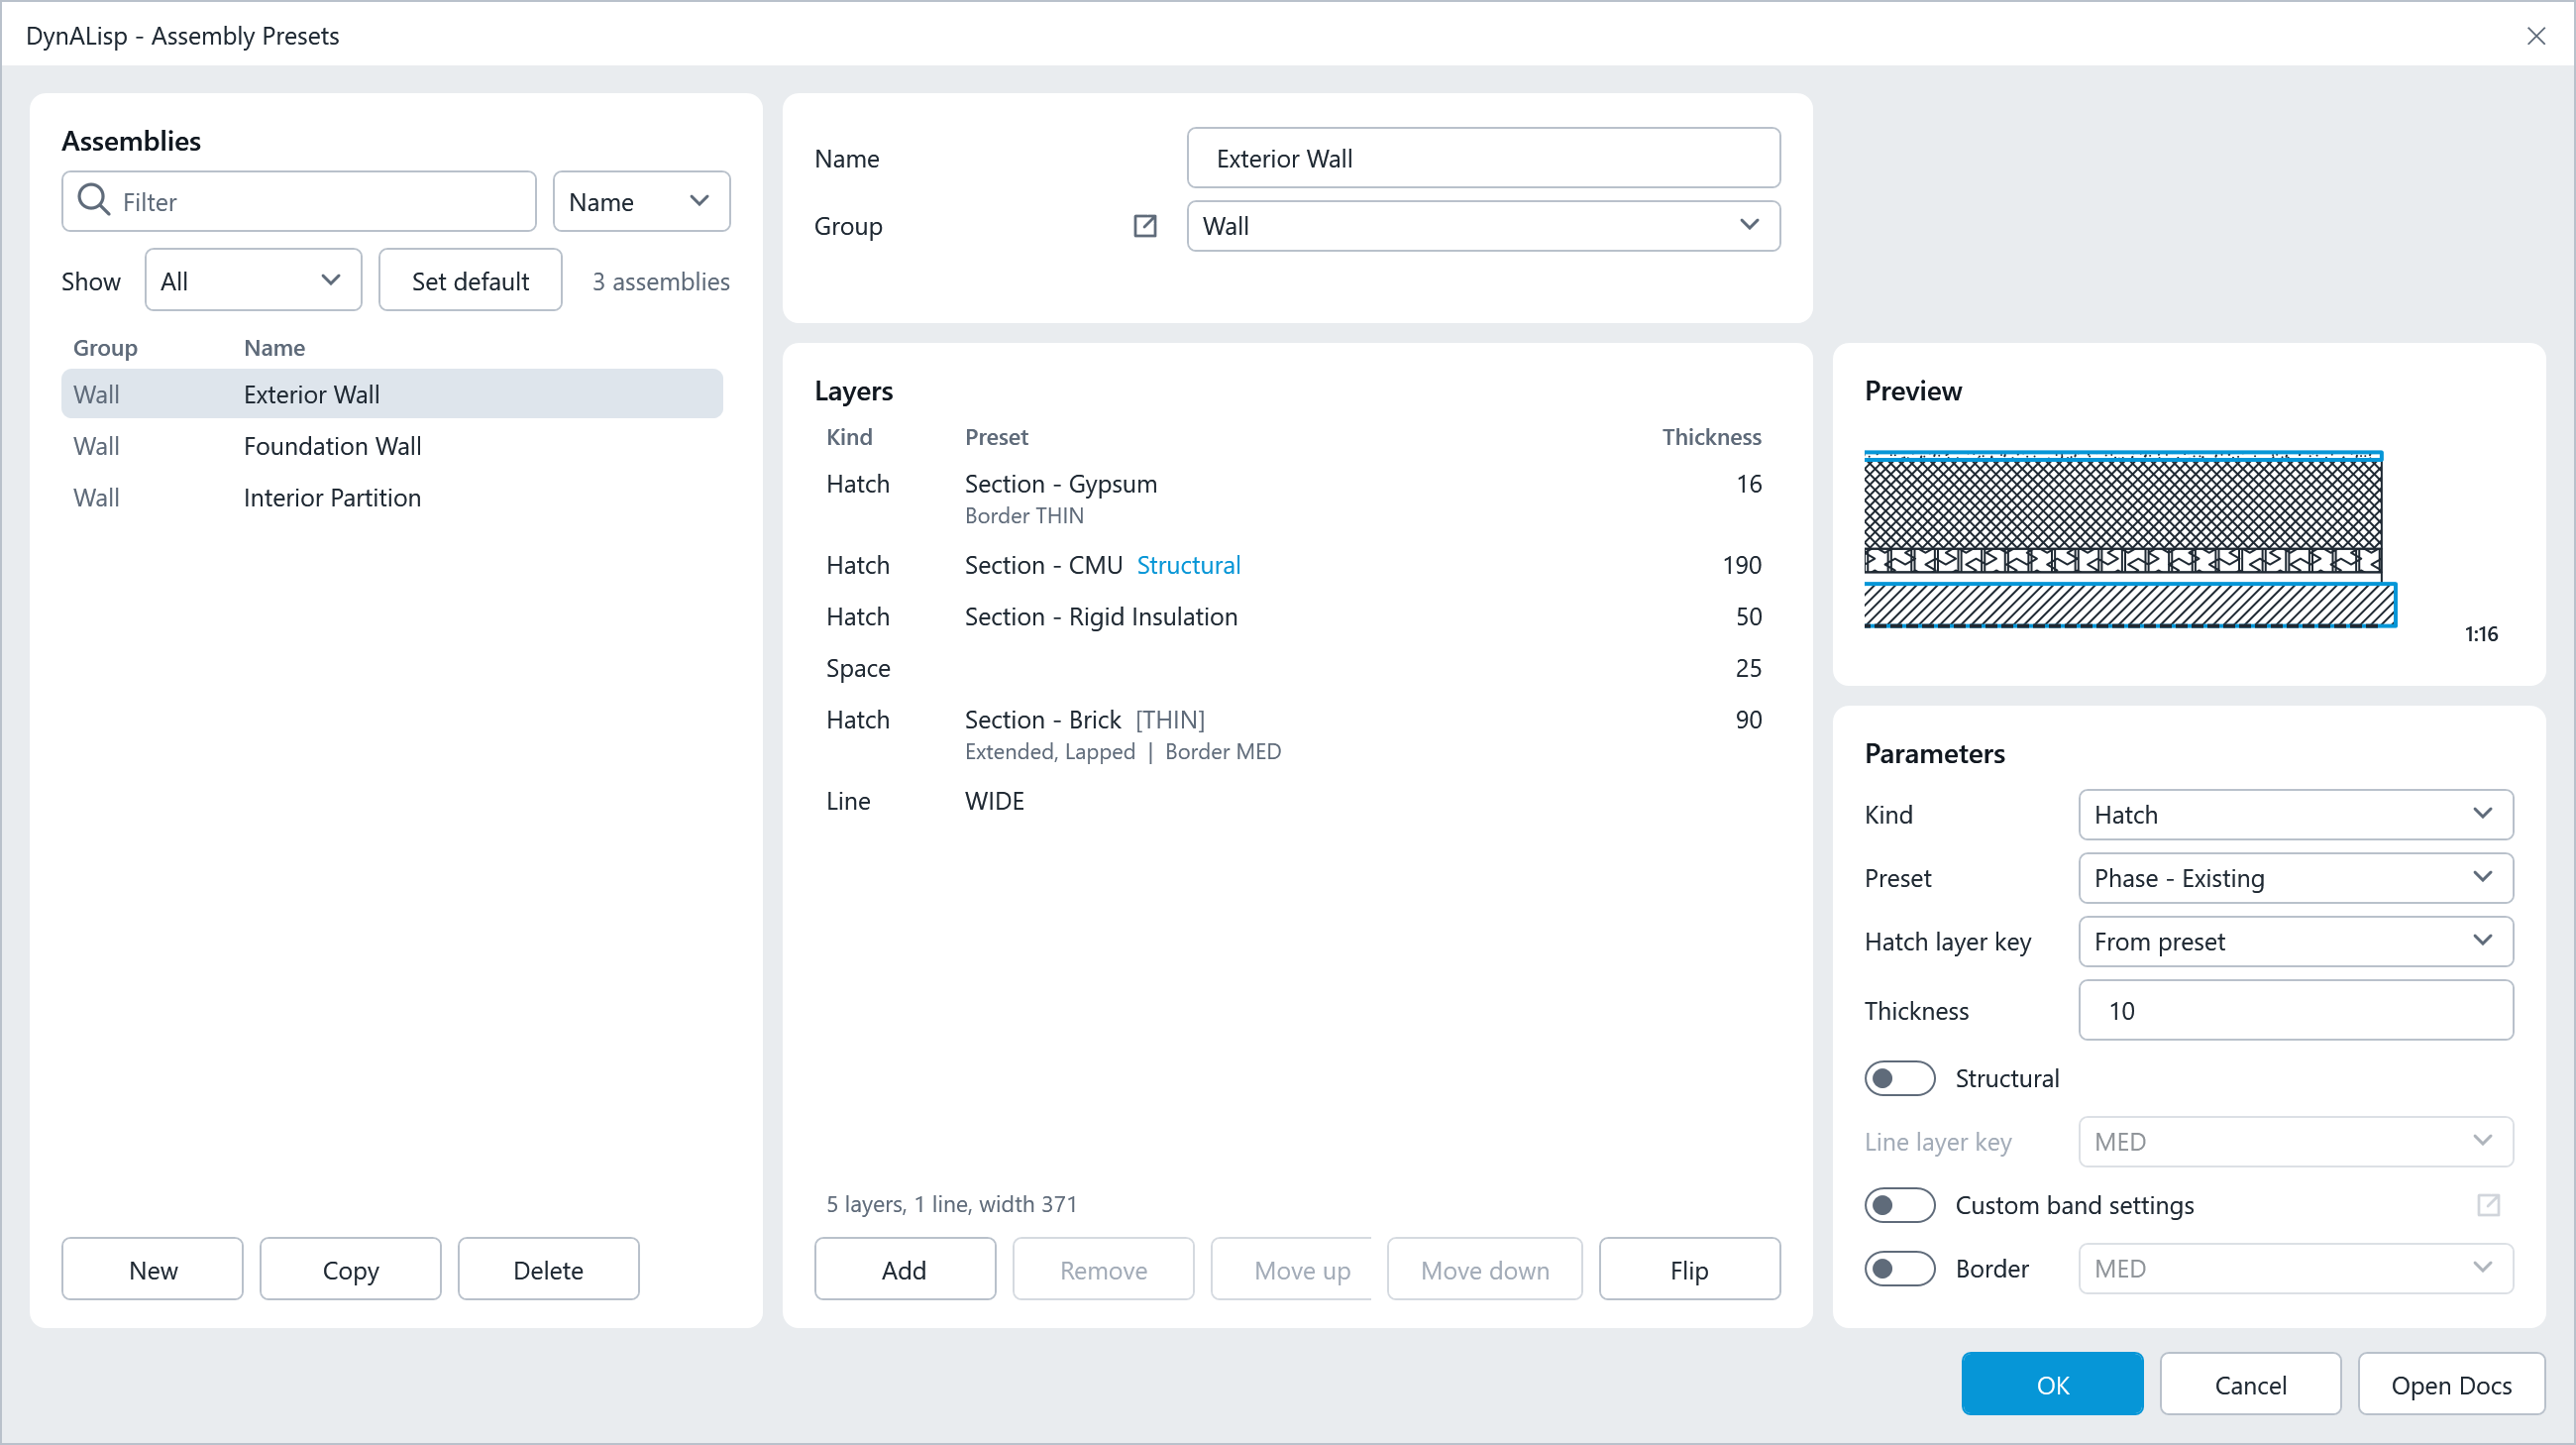 DynALisp - Assembly Presets
Assemblies
Filter
Name
Show
All
Set default
3 assemblies
Group Name
Wall Exterior Wall
Wall Foundation Wall
Wall Interior Partition
New
Copy
Delete
Name
Exterior Wall
Group
Wall
Layers
Kind Preset Thickness
Hatch Section - Gypsum 16
Border THIN
Hatch Section - CMU Structural 190
Hatch Section - Rigid Insulation 50
Space 25
Hatch Section - Brick [THIN] 90
Extended, Lapped | Border MED
Line WIDE
5 layers, 1 line, width 371
Add
Remove
Move up
Move down
Flip
Preview
1:16
Parameters
Kind
Hatch
Preset
Phase - Existing
Hatch layer key
From preset
Thickness
10
Structural
Line layer key
MED
Custom band settings
Border
MED
OK
Cancel
Open Docs